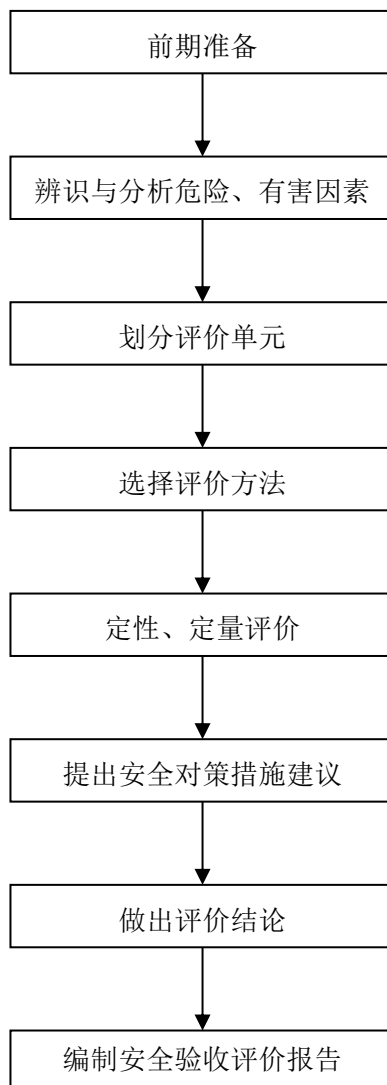 前期准备
辨识与分析危险、有害因素
划分评价单元
选择评价方法
定性、定量评价
提出安全对策措施建议
做出评价结论
编制安全验收评价报告